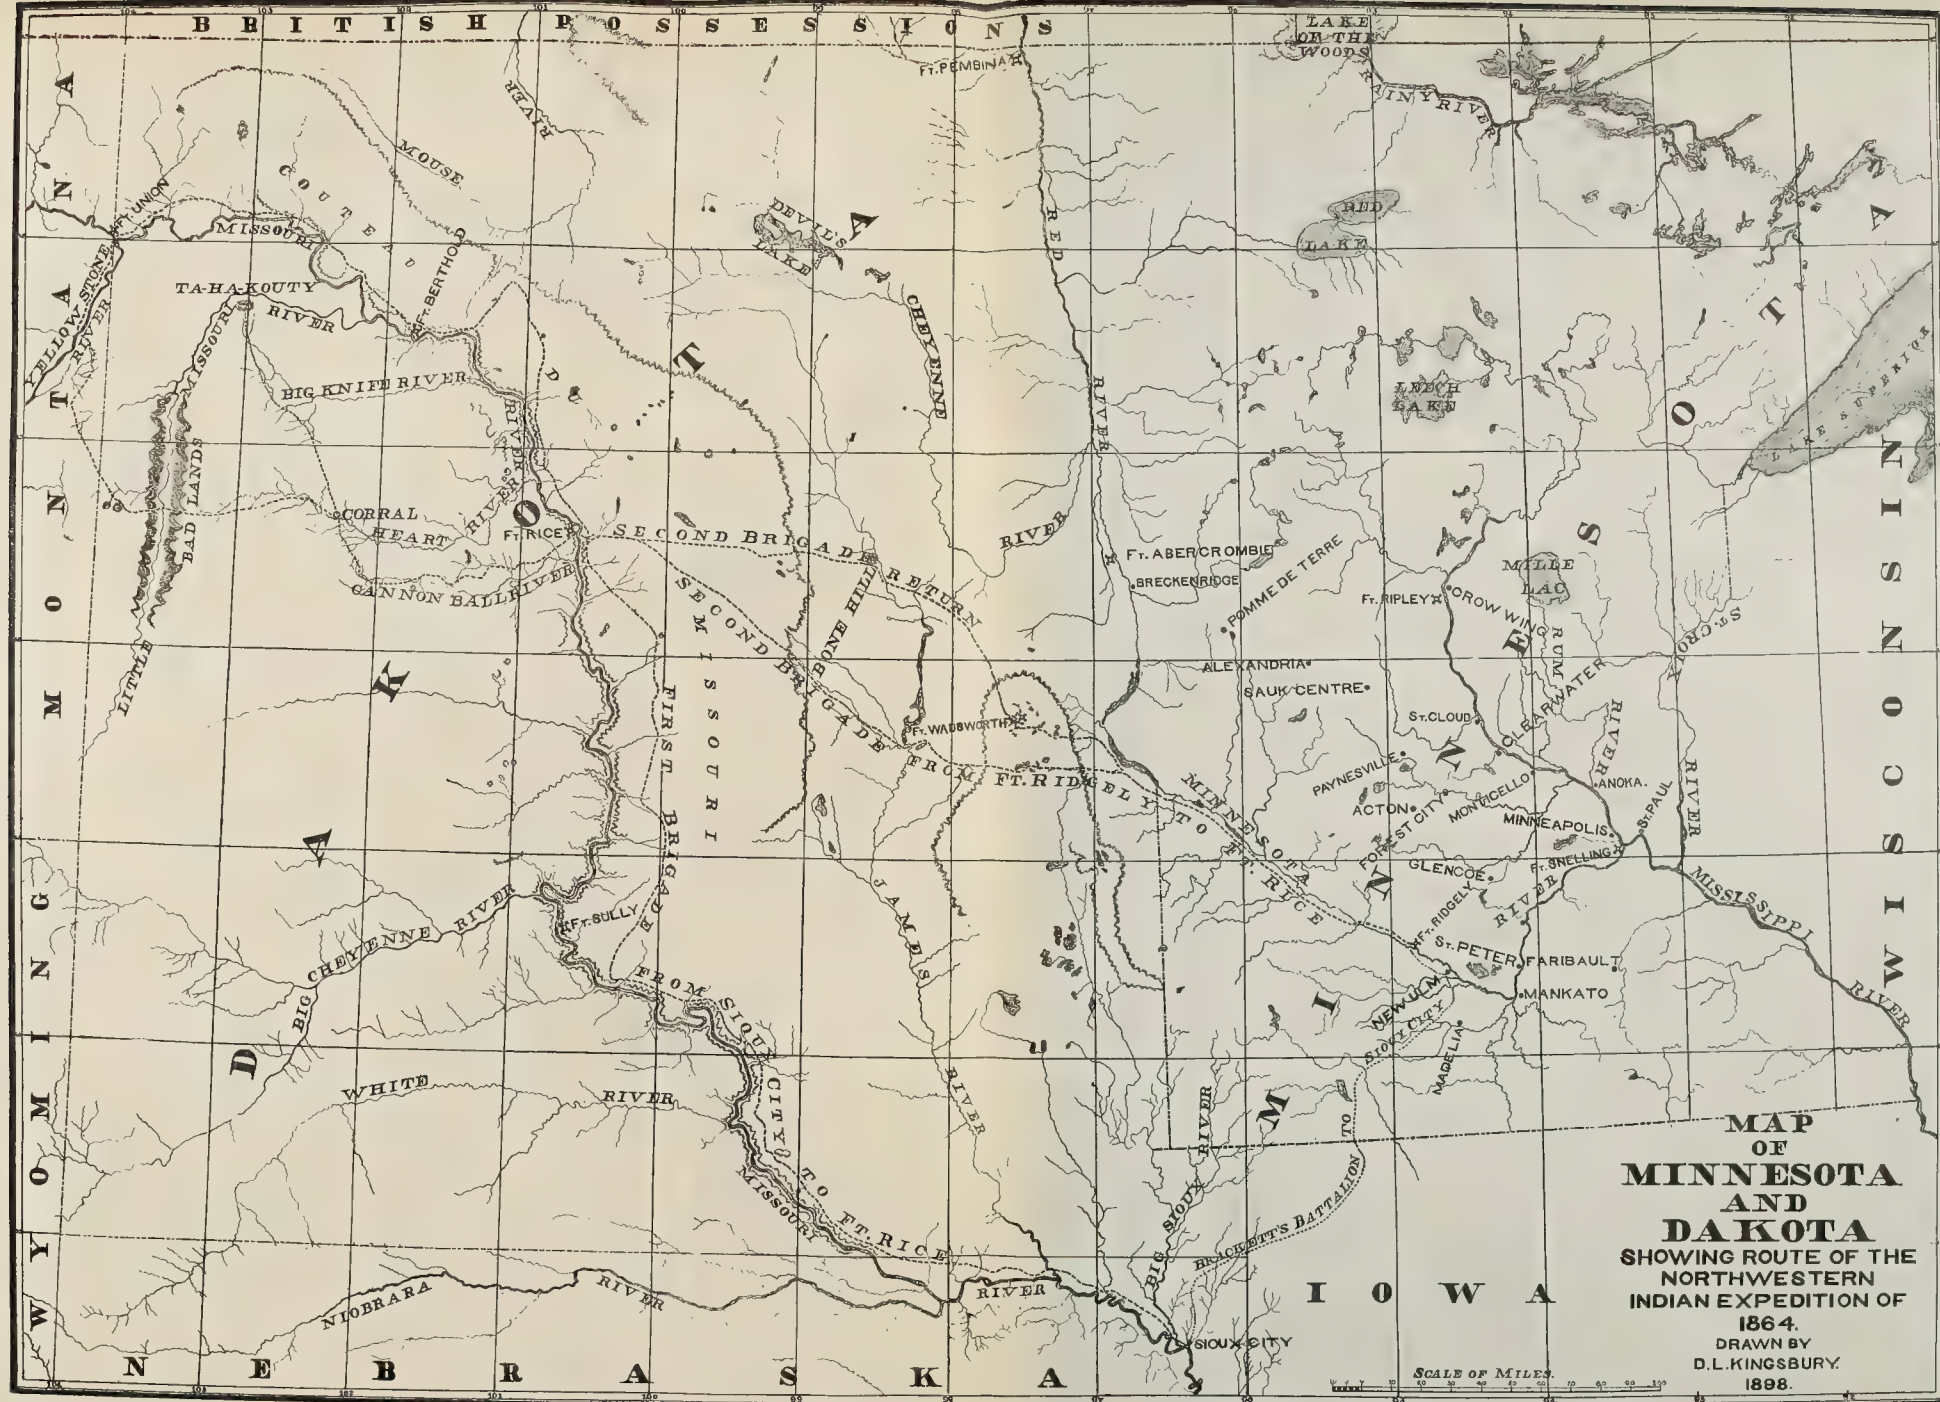 BRITISH POSSESSIONS
MONTANA
WYOMING
NEBRASKA
IOWA
WISCONSIN
DAKOTA
MINNESOTA
LAKE
OF THE
WOODS
RAINY RIVER
FT. PEMBINA
RIVER
MOUSE
COUTEAU
D
MISSOURI
FT. UNION
MISSOURI
YELLOW STONE
RIVER
TA-HA-KOUTY
RIVER
FT. BERTHOLD
DEVIL'S
LAKE
RED
RED
LAKE
CHEYENNE
RIVER
LEECH
LAKE
LAKE SUPERIOR
LITTLE
MISSOURI
BAD LANDS
BIG KNIFE RIVER
RIVER
CORRAL
HEART
RIVER
FT. RICE
CANNON BALL RIVER
SECOND BRIGADE
RETURN
SECOND BRIGADE
FROM FT. RIDGELY TO
FT. RICE
BONE HILL
RIVER
FT. ABERCROMBIE
BRECKENRIDGE
POMME DE TERRE
FT. RIPLEY
CROW WING
MILLE
LAC
ST. CROIX
RIVER
RUM
RIVER
ALEXANDRIA
SAUK CENTRE
ST. CLOUD
CLEARWATER
FT. WADSWORTH
PAYNESVILLE
ACTON
FOREST CITY
MONTICELLO
ANOKA.
MINNEAPOLIS
ST. PAUL
GLENCOE
FT. SNELLING
MINNESOTA
RIVER
FT. RIDGELY
ST. PETER
FARIBAULT
MISSISSIPPI
RIVER
NEW ULM
MANKATO
MADELIA
SIOUX CITY
TO
BRACKETT'S BATTALION
FIRST BRIGADE
FROM SIOUX
CITY
TO
FT. RICE
FT. SULLY
BIG CHEYENNE RIVER
JAMES
RIVER
WHITE
RIVER
MISSOURI
RIVER
NIOBRARA
RIVER
BIG SIOUX RIVER
SIOUX CITY
MAP
OF
MINNESOTA
AND
DAKOTA
SHOWING ROUTE OF THE
NORTHWESTERN
INDIAN EXPEDITION OF
1864.
DRAWN BY
D.L. KINGSBURY.
1898.
SCALE OF MILES.